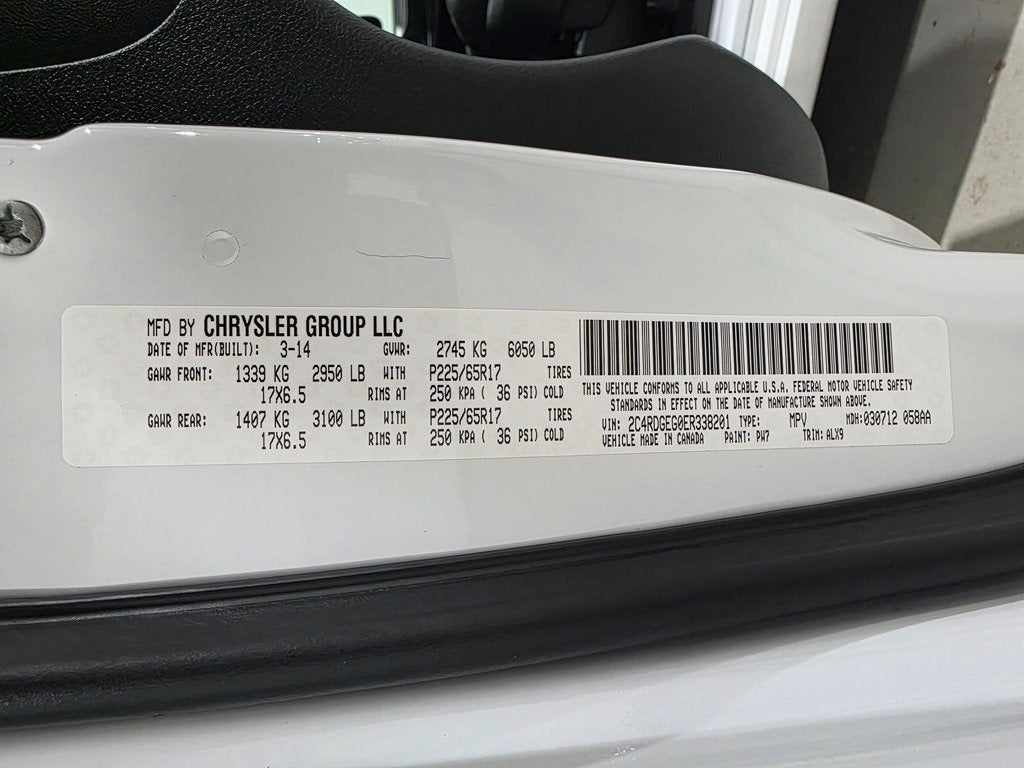 MFD BY CHRYSLER GROUP LLC
DATE OF MFR(BUILT): 3-14 GVWR: 2745 KG 6050 LB
GAWR FRONT: 1339 KG 2950 LB WITH P225/65R17 TIRES
17X6.5 RIMS AT 250 KPA ( 36 PSI) COLD
GAWR REAR: 1407 KG 3100 LB WITH P225/65R17 TIRES
17X6.5 RIMS AT 250 KPA ( 36 PSI) COLD
THIS VEHICLE CONFORMS TO ALL APPLICABLE U.S.A. FEDERAL MOTOR VEHICLE SAFETY
STANDARDS IN EFFECT ON THE DATE OF MANUFACTURE SHOWN ABOVE.
VIN: 2C4RDGEG0ER338201 TYPE: MPV MDH:030712 058AA
VEHICLE MADE IN CANADA PAINT: PW7 TRIM: ALX9